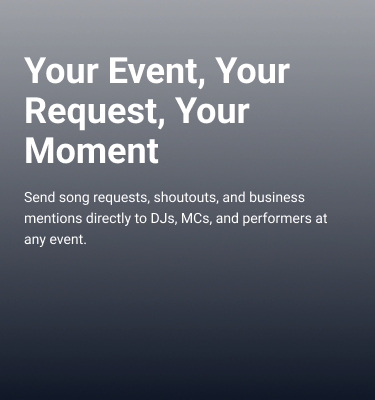 Your Event, Your
Request, Your
Moment
Send song requests, shoutouts, and business
mentions directly to DJs, MCs, and performers at
any event.